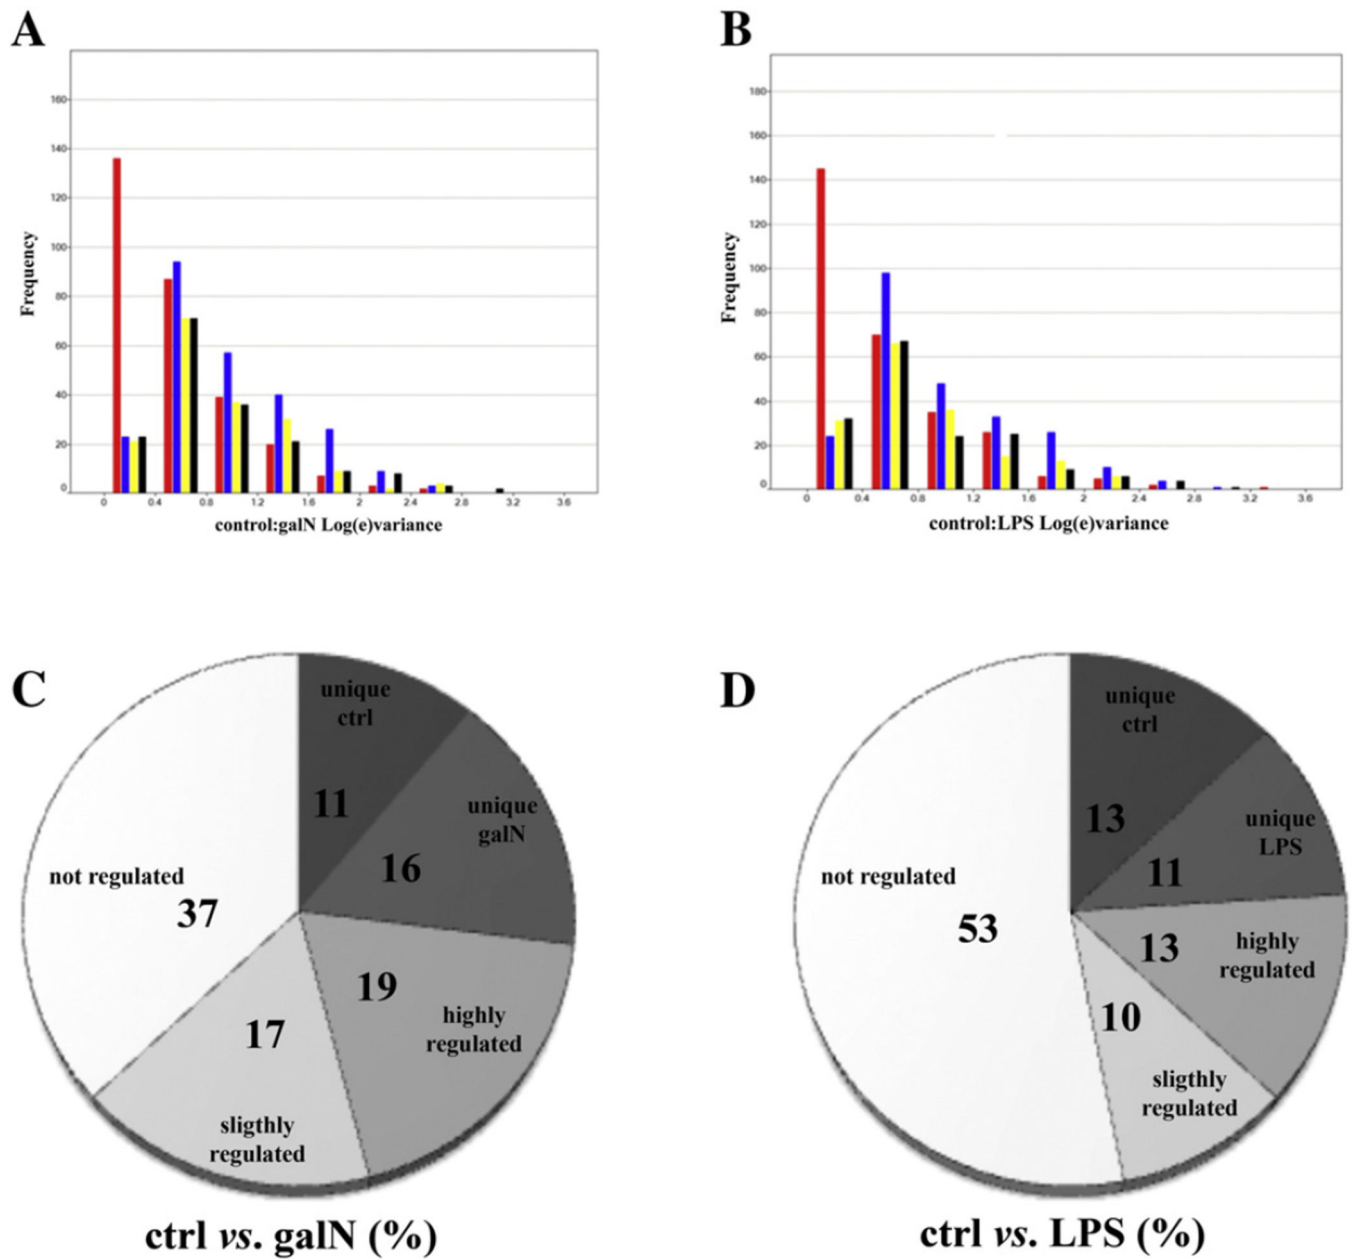 A
B
160
140
120
100
80
60
40
20
0
Frequency
0 0.4 0.8 1.2 1.6 2 2.4 2.8 3.2 3.6
control:galN Log(e)variance
180
160
140
120
100
80
60
40
20
0
Frequency
0 0.4 0.8 1.2 1.6 2 2.4 2.8 3.2 3.6
control:LPS Log(e)variance
C
unique
ctrl
11
unique
galN
16
not regulated
37
19
highly
regulated
17
sligthly
regulated
ctrl vs. galN (%)
D
unique
ctrl
13
unique
LPS
11
not regulated
53
13
highly
regulated
10
sligthly
regulated
ctrl vs. LPS (%)